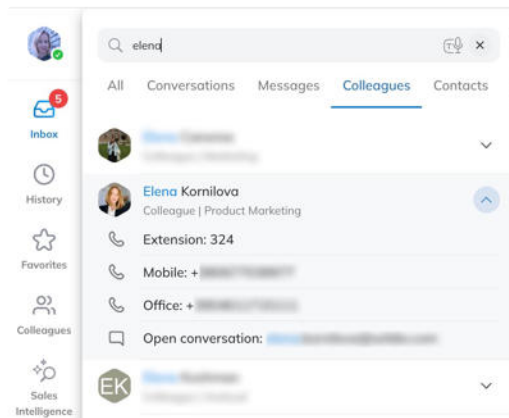 elena
All Conversations Messages Colleagues Contacts
5
Inbox
Elena Kornilova
Colleague | Product Marketing
History
Extension: 324
Mobile: +
Favorites
Office: +
Colleagues
Open conversation:
EK
Sales
Intelligence